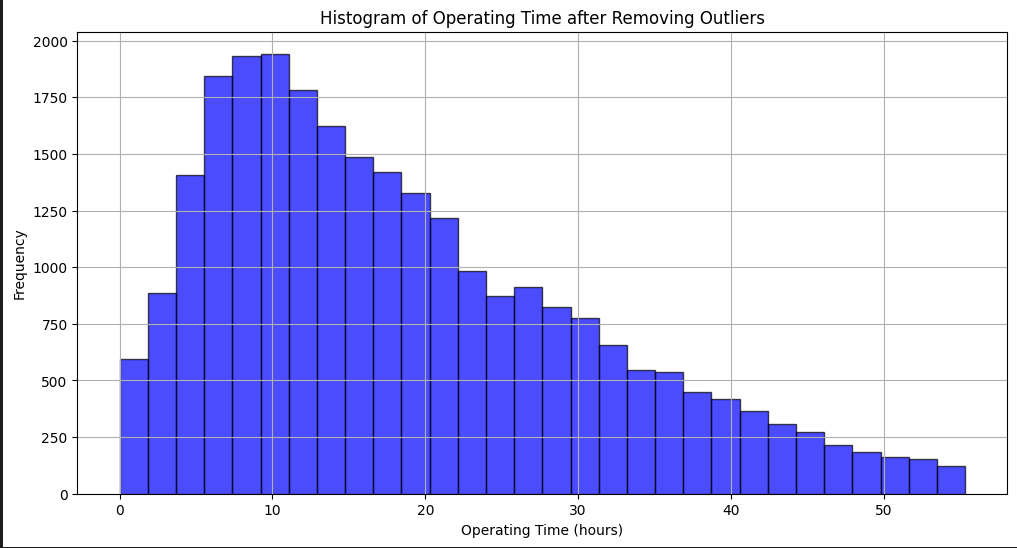 Histogram of Operating Time after Removing Outliers
2000
1750
1500
1250
1000
750
500
250
0
Frequency
0 10 20 30 40 50
Operating Time (hours)